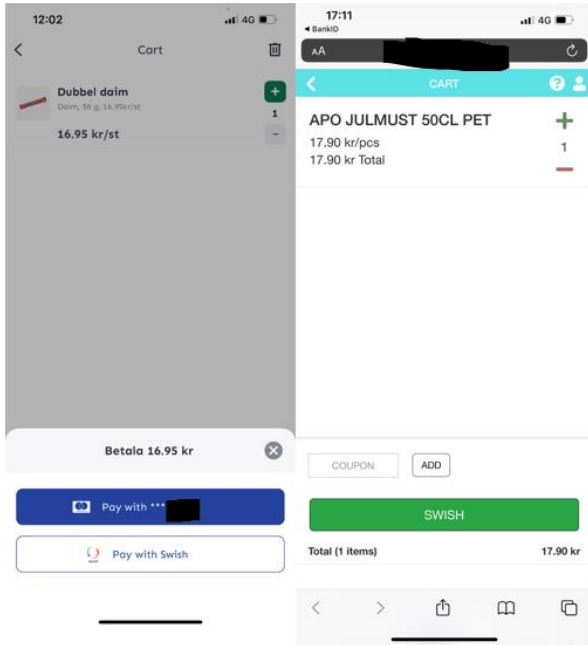 12:02
4G
Cart
Dubbel daim
Daim, 56 g, 16.95kr/st
16.95 kr/st
+
1
-
Betala 16.95 kr
Pay with ***
Pay with Swish
17:11
4G
◀ BankID
AA
CART
?
APO JULMUST 50CL PET
17.90 kr/pcs
17.90 kr Total
+
1
COUPON
ADD
SWISH
Total (1 items)
17.90 kr